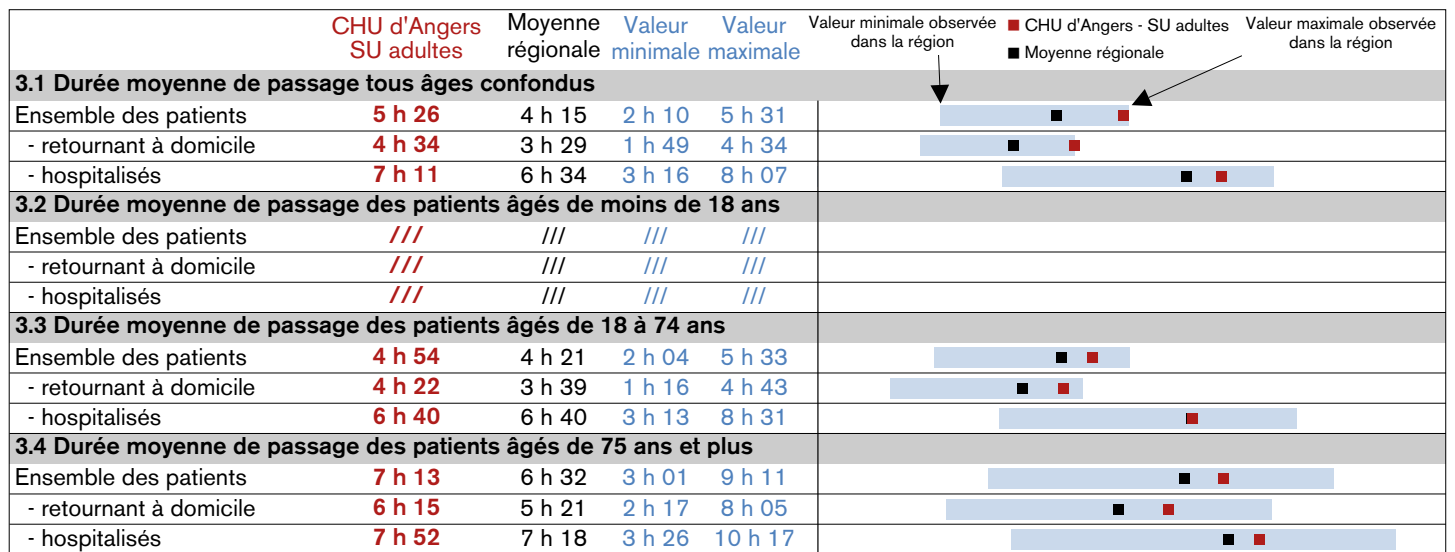 CHU d'Angers SU adultes Moyenne régionale Valeur minimale Valeur maximale
Valeur minimale observée dans la région
CHU d'Angers - SU adultes
Moyenne régionale
Valeur maximale observée dans la région
3.1 Durée moyenne de passage tous âges confondus
Ensemble des patients 5 h 26 4 h 15 2 h 10 5 h 31
- retournant à domicile 4 h 34 3 h 29 1 h 49 4 h 34
- hospitalisés 7 h 11 6 h 34 3 h 16 8 h 07
3.2 Durée moyenne de passage des patients âgés de moins de 18 ans
Ensemble des patients /// /// /// ///
- retournant à domicile /// /// /// ///
- hospitalisés /// /// /// ///
3.3 Durée moyenne de passage des patients âgés de 18 à 74 ans
Ensemble des patients 4 h 54 4 h 21 2 h 04 5 h 33
- retournant à domicile 4 h 22 3 h 39 1 h 16 4 h 43
- hospitalisés 6 h 40 6 h 40 3 h 13 8 h 31
3.4 Durée moyenne de passage des patients âgés de 75 ans et plus
Ensemble des patients 7 h 13 6 h 32 3 h 01 9 h 11
- retournant à domicile 6 h 15 5 h 21 2 h 17 8 h 05
- hospitalisés 7 h 52 7 h 18 3 h 26 10 h 17